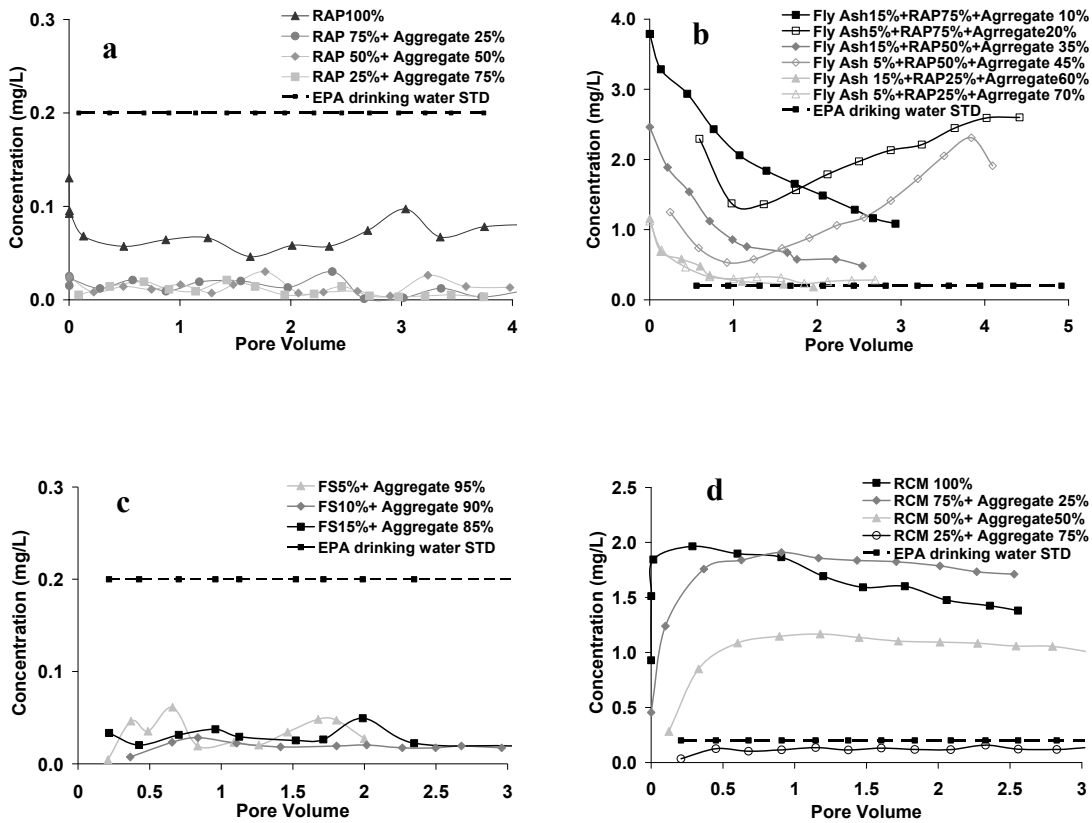 a
RAP100%
RAP 75%+ Aggregate 25%
RAP 50%+ Aggregate 50%
RAP 25%+ Aggregate 75%
EPA drinking water STD
0.3
0.2
0.1
0.0
Concentration (mg/L)
0 1 2 3 4
Pore Volume
b
Fly Ash15%+RAP75%+Agrregate 10%
Fly Ash5%+RAP75%+Agrregate20%
Fly Ash15%+RAP50%+Agrregate 35%
Fly Ash 5%+RAP50%+Agrregate 45%
Fly Ash 15%+RAP25%+Agrregate60%
Fly Ash 5%+RAP25%+Agrregate 70%
EPA driking water STD
4.0
3.0
2.0
1.0
0.0
Concentration (mg/L)
0 1 2 3 4 5
Pore Volume
c
FS5%+ Aggregate 95%
FS10%+ Aggregate 90%
FS15%+ Aggregate 85%
EPA drinking water STD
0.3
0.2
0.1
0.0
Concentration (mg/L)
0 0.5 1 1.5 2 2.5 3
Pore Volume
d
RCM 100%
RCM 75%+ Aggregate 25%
RCM 50%+ Aggregate50%
RCM 25%+ Aggregate 75%
EPA drinking water STD
2.5
2.0
1.5
1.0
0.5
0.0
Concentration (mg/L)
0 1 2 3
Pore Volume